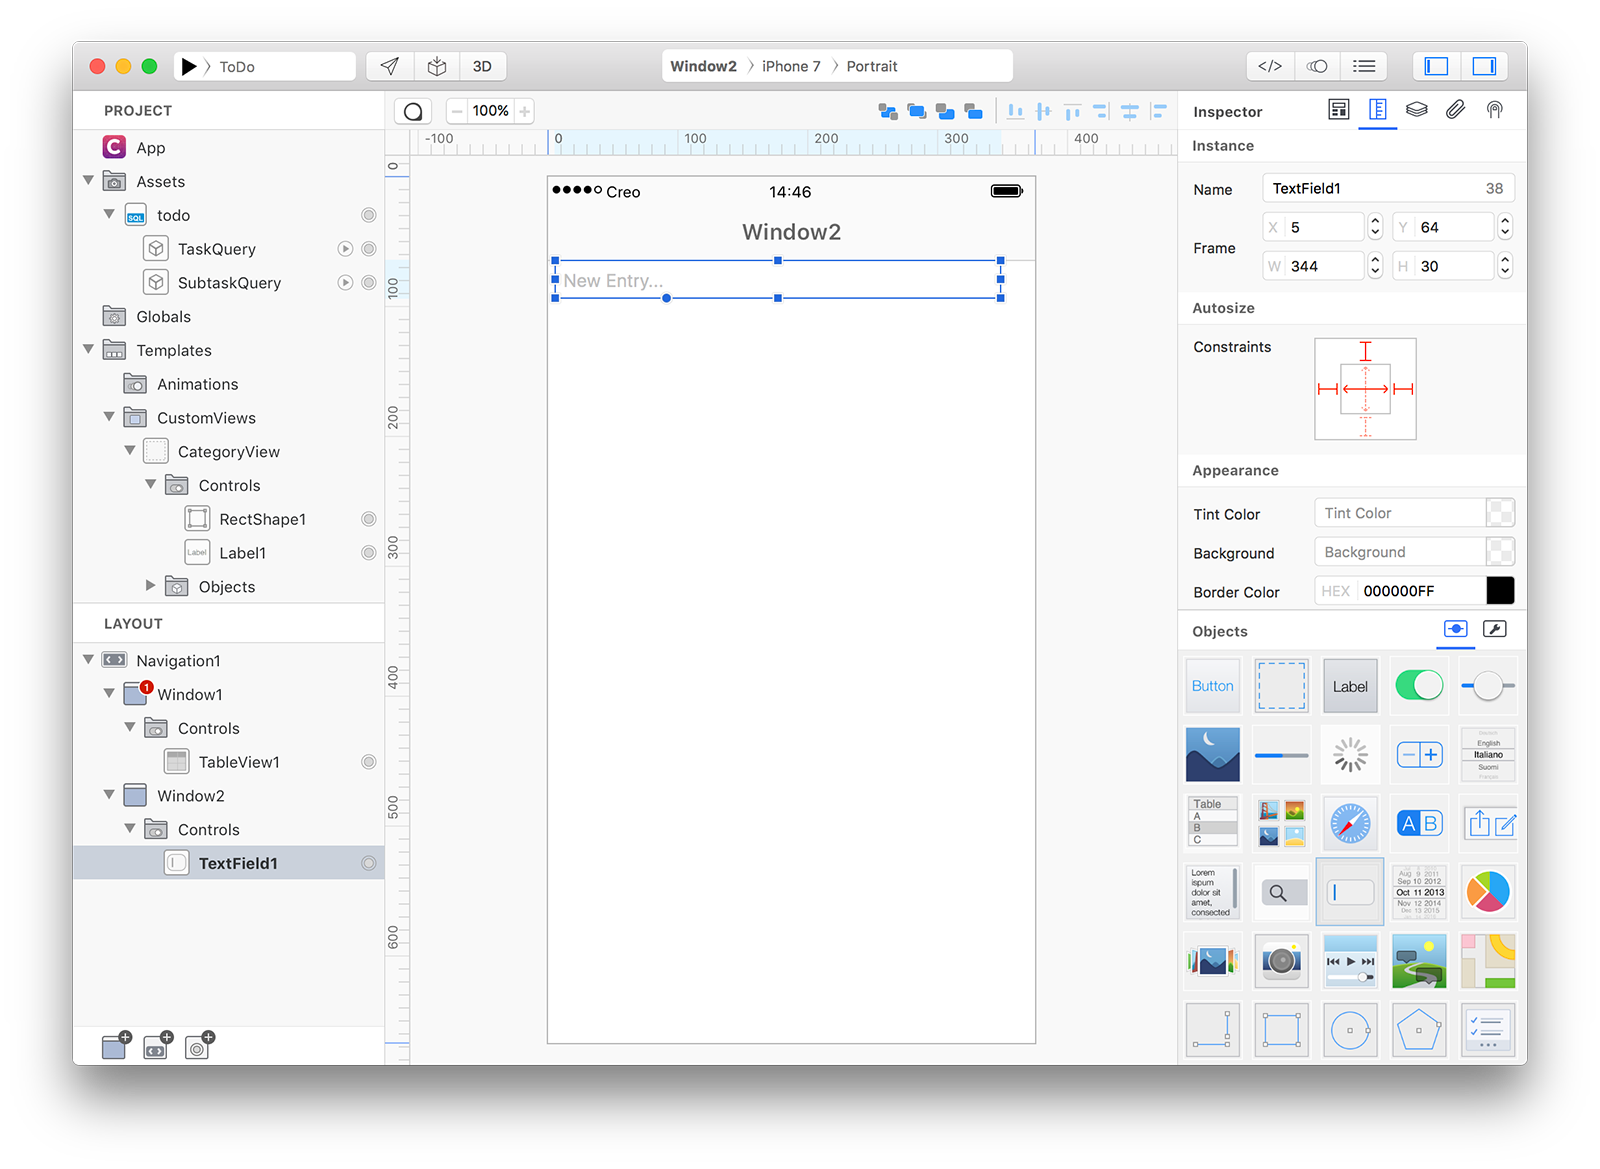 ToDo
3D
Window2 〉 iPhone 7 〉 Portrait
</>
PROJECT
App
Assets
todo
SQL
TaskQuery
SubtaskQuery
Globals
Templates
Animations
CustomViews
CategoryView
Controls
RectShape1
Label
Label1
Objects
LAYOUT
Navigation1
1
Window1
Controls
TableView1
Window2
Controls
TextField1
100%
-100 0 100 200 300 400
0
100
200
300
400
500
600
Creo 14:46
Window2
New Entry...
Inspector
Instance
Name TextField1 38
Frame
X 5 Y 64
W 344 H 30
Autosize
Constraints
Appearance
Tint Color Tint Color
Background Background
Border Color HEX 000000FF
Objects
Button
Label
English
Italiano
Suomi
Table
A
B
C
A B
Lorem
ispum
dolor sit
amet,
consected
Aug 9 2011
Sep 10 2012
Oct 11 2013
Nov 12 2014
Dec 13 2015